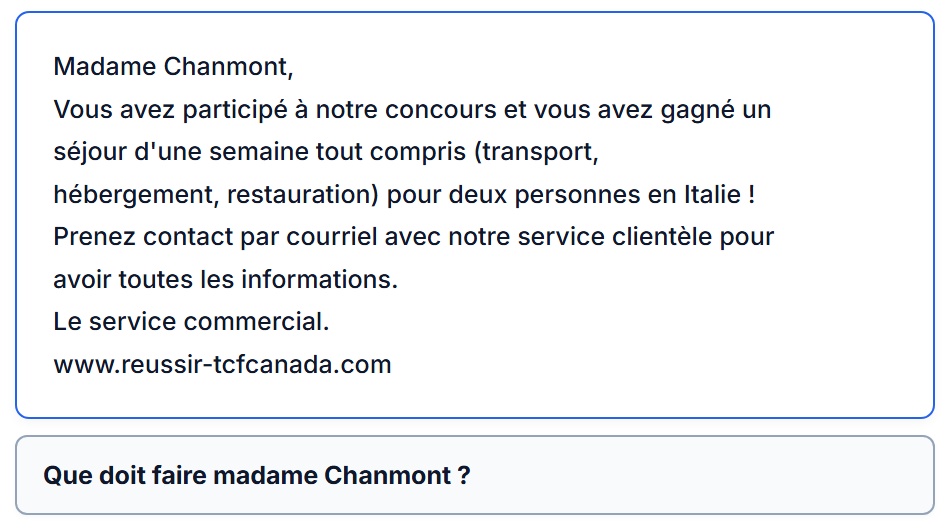 Madame Chanmont,
Vous avez participé à notre concours et vous avez gagné un
séjour d'une semaine tout compris (transport,
hébergement, restauration) pour deux personnes en Italie !
Prenez contact par courriel avec notre service clientèle pour
avoir toutes les informations.
Le service commercial.
www.reussir-tcfcanada.com
Que doit faire madame Chanmont ?